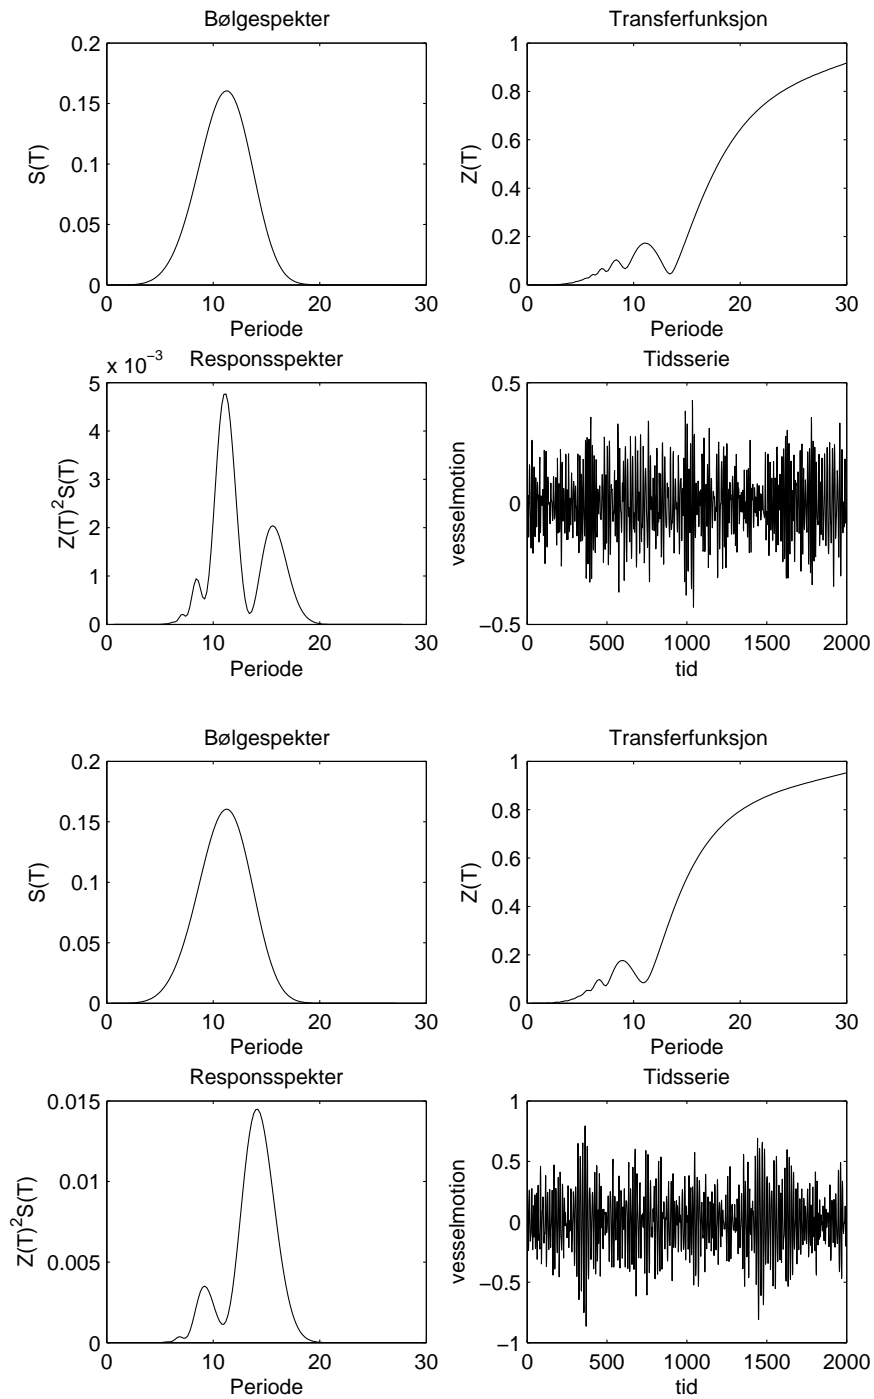 Bølgespekter
0.2
0.15
0.1
0.05
0
S(T)
0 10 20 30
Periode
Transferfunksjon
1
0.8
0.6
0.4
0.2
0
Z(T)
0 10 20 30
Periode
Responsspekter
x 10⁻³
5
4
3
2
1
0
Z(T)²S(T)
0 10 20 30
Periode
Tidsserie
0.5
0
−0.5
vesselmotion
0 500 1000 1500 2000
tid
Bølgespekter
0.2
0.15
0.1
0.05
0
S(T)
0 10 20 30
Periode
Transferfunksjon
1
0.8
0.6
0.4
0.2
0
Z(T)
0 10 20 30
Periode
Responsspekter
0.015
0.01
0.005
0
Z(T)²S(T)
0 10 20 30
Periode
Tidsserie
1
0.5
0
−0.5
−1
vesselmotion
0 500 1000 1500 2000
tid